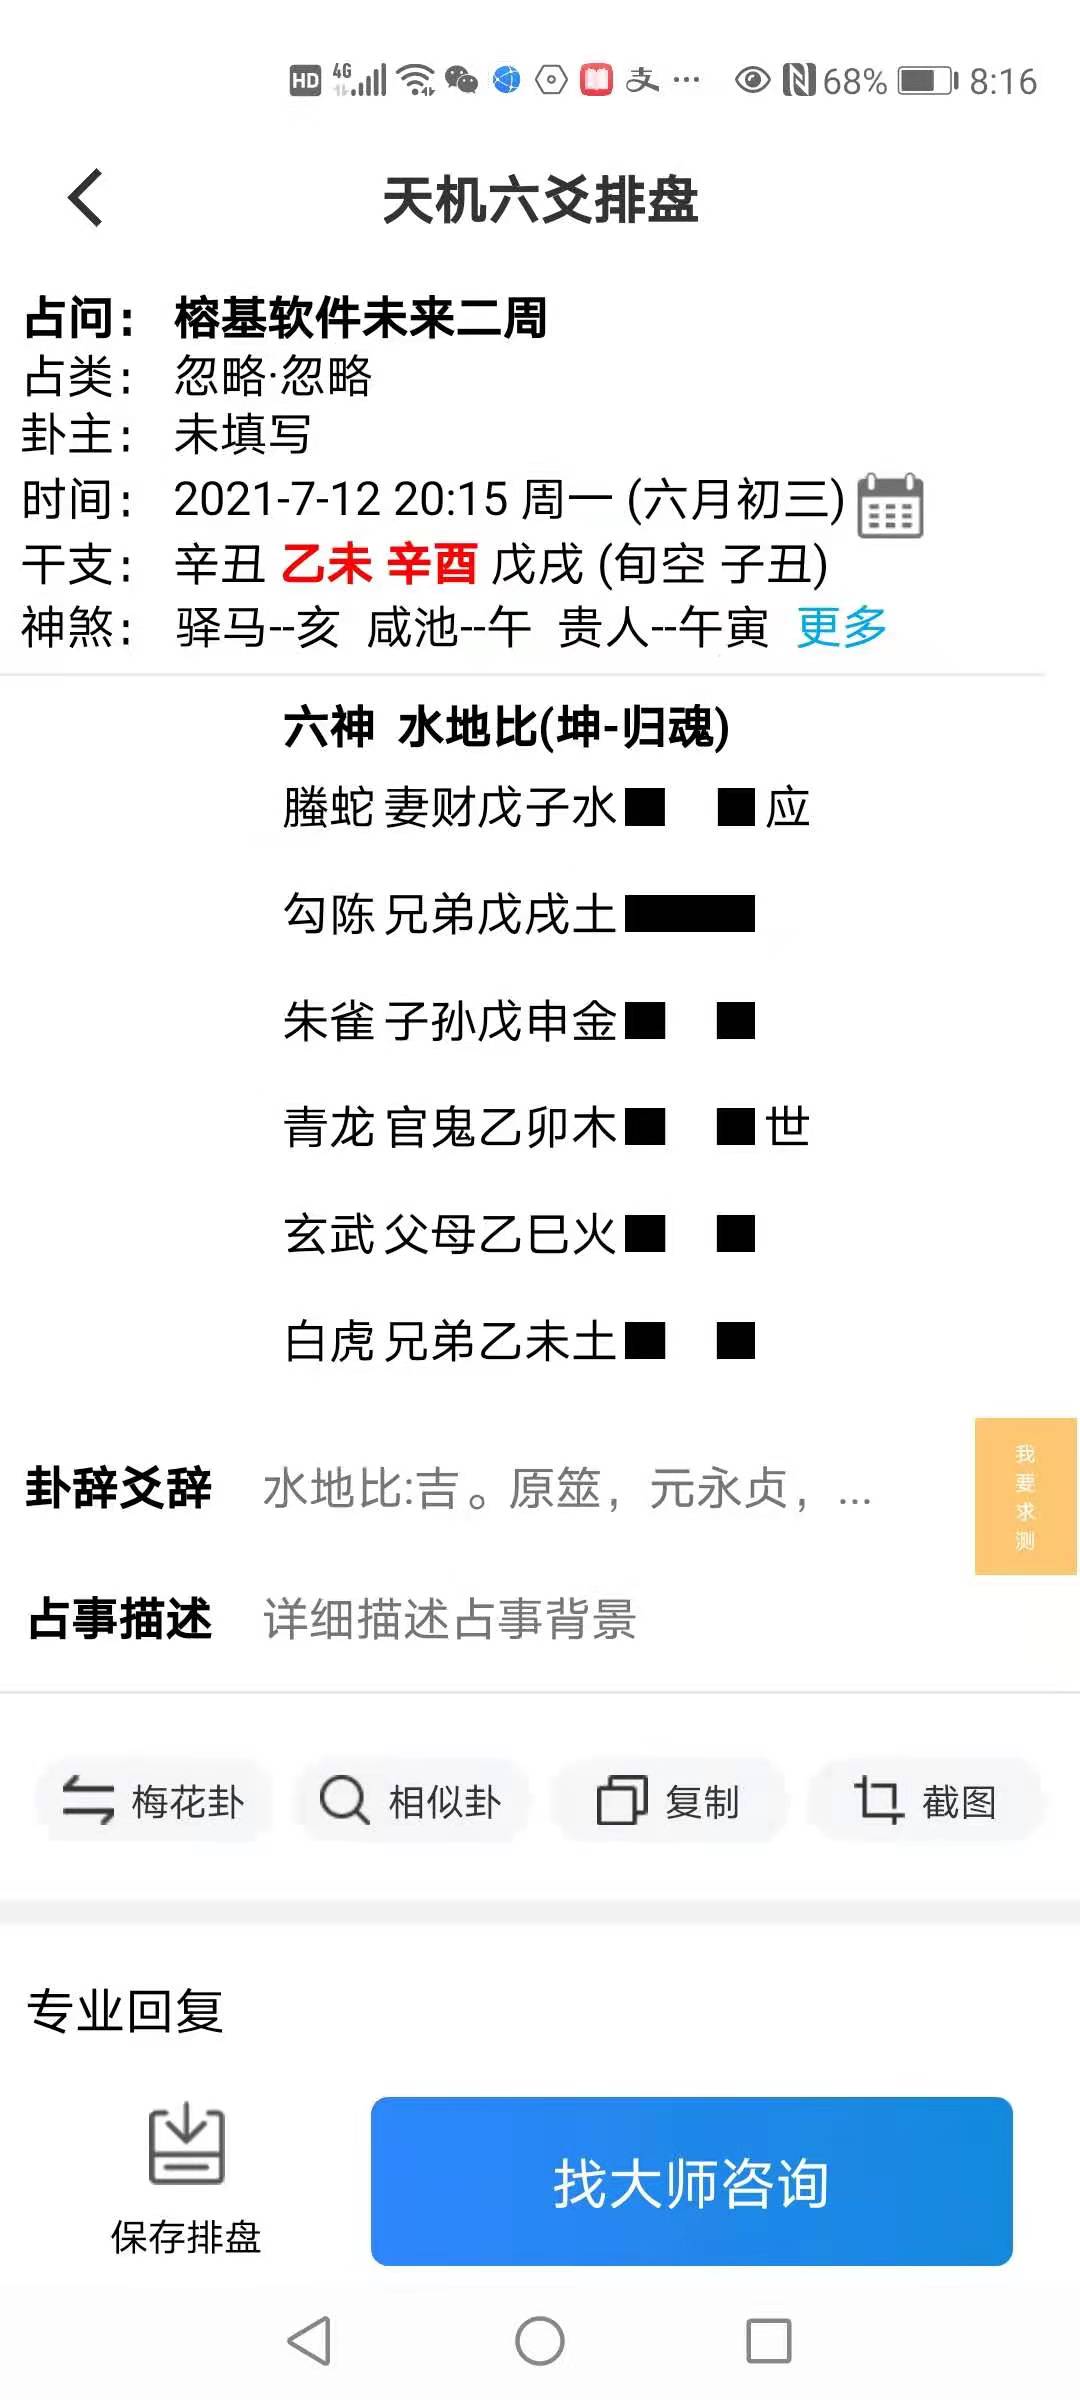 HD 4G 支 ... 68% 8:16
天机六爻排盘
占问： 榕基软件未来二周
占类： 忽略·忽略
卦主： 未填写
时间： 2021-7-12 20:15 周一 (六月初三)
干支： 辛丑 乙未 辛酉 戊戌 (旬空 子丑)
神煞： 驿马--亥 咸池--午 贵人--午寅 更多
六神 水地比(坤-归魂)
螣蛇 妻财戊子水 应
勾陈 兄弟戊戌土
朱雀 子孙戊申金
青龙 官鬼乙卯木 世
玄武 父母乙巳火
白虎 兄弟乙未土
我要求测
卦辞爻辞 水地比:吉。原筮，元永贞，...
占事描述 详细描述占事背景
梅花卦 相似卦 复制 截图
专业回复
保存排盘 找大师咨询